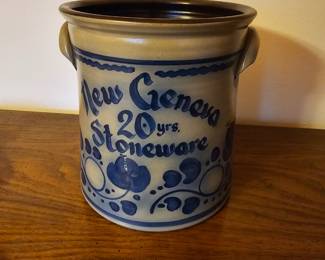 New Geneva
20 yrs.
Stoneware